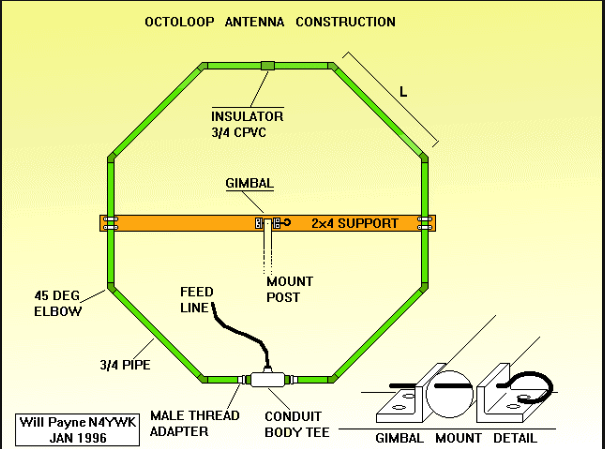 OCTOLOOP ANTENNA CONSTRUCTION
L
INSULATOR
3/4 CPVC
GIMBAL
2x4 SUPPORT
MOUNT
POST
45 DEG
ELBOW
FEED
LINE
3/4 PIPE
MALE THREAD
ADAPTER
CONDUIT
BODY TEE
Will Payne N4YWK
JAN 1996
GIMBAL MOUNT DETAIL